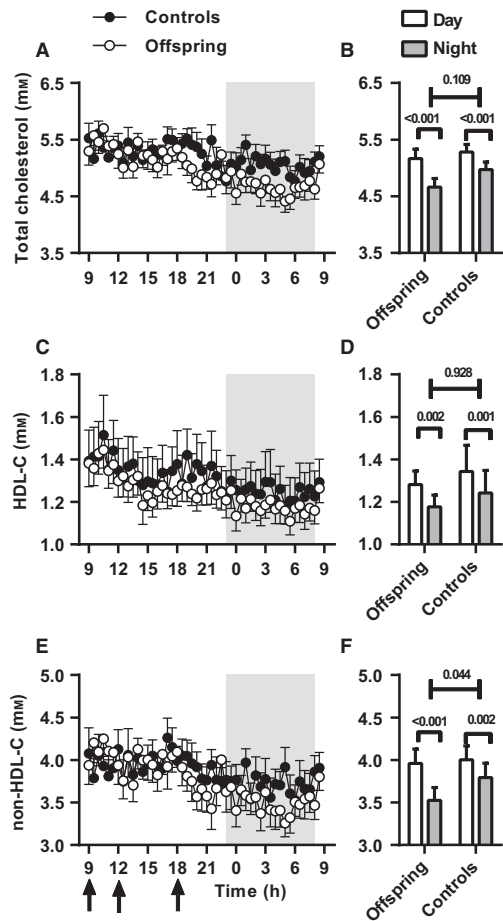 Controls
Offspring
Day
Night
A
B
Total cholesterol (mM)
6.5
5.5
4.5
3.5
9 12 15 18 21 0 3 6 9
6.5
5.5
4.5
3.5
0.109
<0.001 <0.001
Offspring Controls
C
D
HDL-C (mM)
1.8
1.6
1.4
1.2
1.0
9 12 15 18 21 0 3 6 9
1.8
1.6
1.4
1.2
1.0
0.928
0.002 0.001
Offspring Controls
E
F
non-HDL-C (mM)
5.0
4.5
4.0
3.5
3.0
9 12 15 18 21 0 3 6 9
Time (h)
5.0
4.5
4.0
3.5
3.0
0.044
<0.001 0.002
Offspring Controls